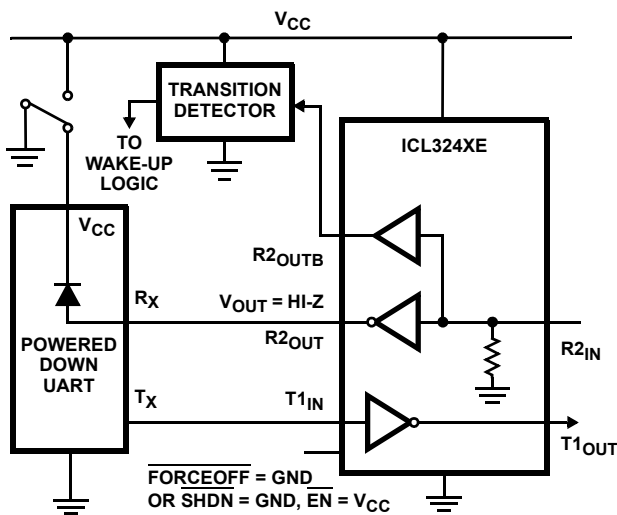 VCC
TRANSITION
DETECTOR
TO
WAKE-UP
LOGIC
ICL324XE
VCC
R2OUTB
RX
VOUT = HI-Z
POWERED
DOWN
UART
R2OUT
R2IN
TX
T1IN
T1OUT
FORCEOFF = GND
OR SHDN = GND, EN = VCC